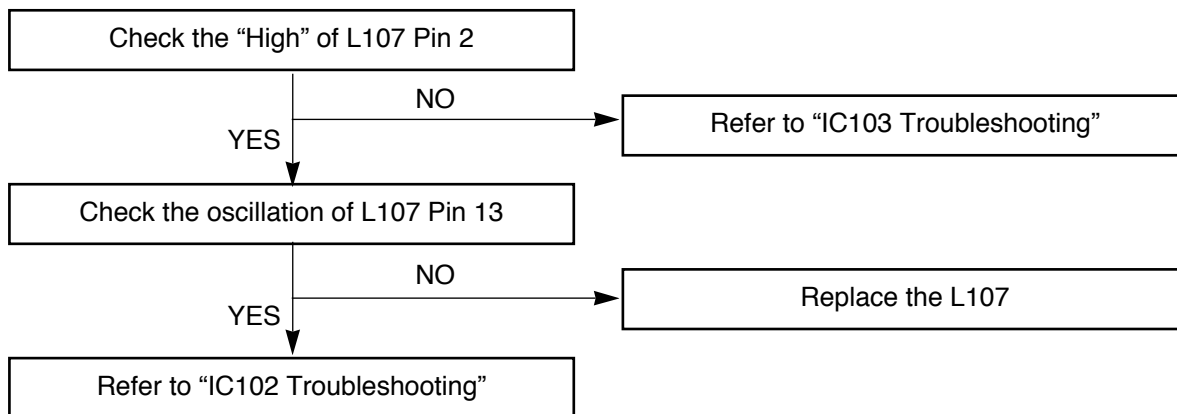 Check the “High” of L107 Pin 2
NO
Refer to “IC103 Troubleshooting”
YES
Check the oscillation of L107 Pin 13
NO
Replace the L107
YES
Refer to “IC102 Troubleshooting”